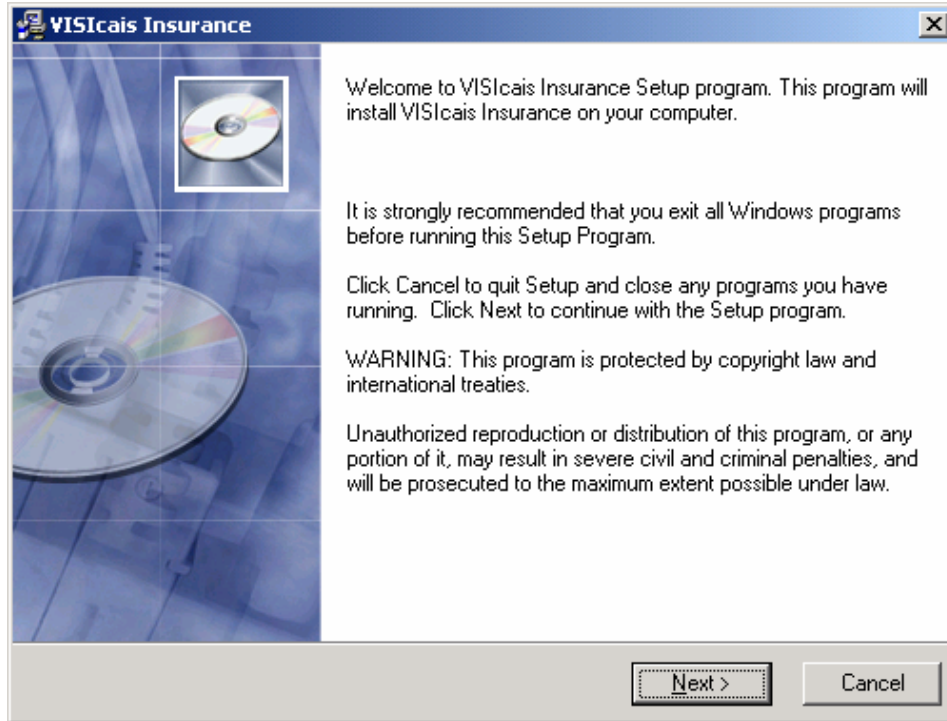 VISIcais Insurance
Welcome to VISIcais Insurance Setup program. This program will
install VISIcais Insurance on your computer.
It is strongly recommended that you exit all Windows programs
before running this Setup Program.
Click Cancel to quit Setup and close any programs you have
running.  Click Next to continue with the Setup program.
WARNING: This program is protected by copyright law and
international treaties.
Unauthorized reproduction or distribution of this program, or any
portion of it, may result in severe civil and criminal penalties, and
will be prosecuted to the maximum extent possible under law.
Next >
Cancel